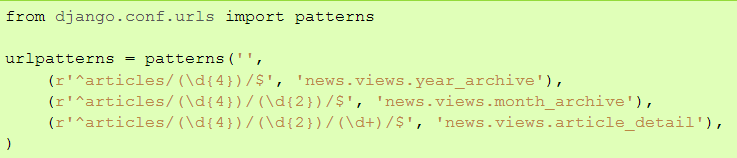 from django.conf.urls import patterns
urlpatterns = patterns('',
    (r'^articles/(\d{4})/$', 'news.views.year_archive'),
    (r'^articles/(\d{4})/(\d{2})/$', 'news.views.month_archive'),
    (r'^articles/(\d{4})/(\d{2})/(\d+)/$', 'news.views.article_detail'),
)